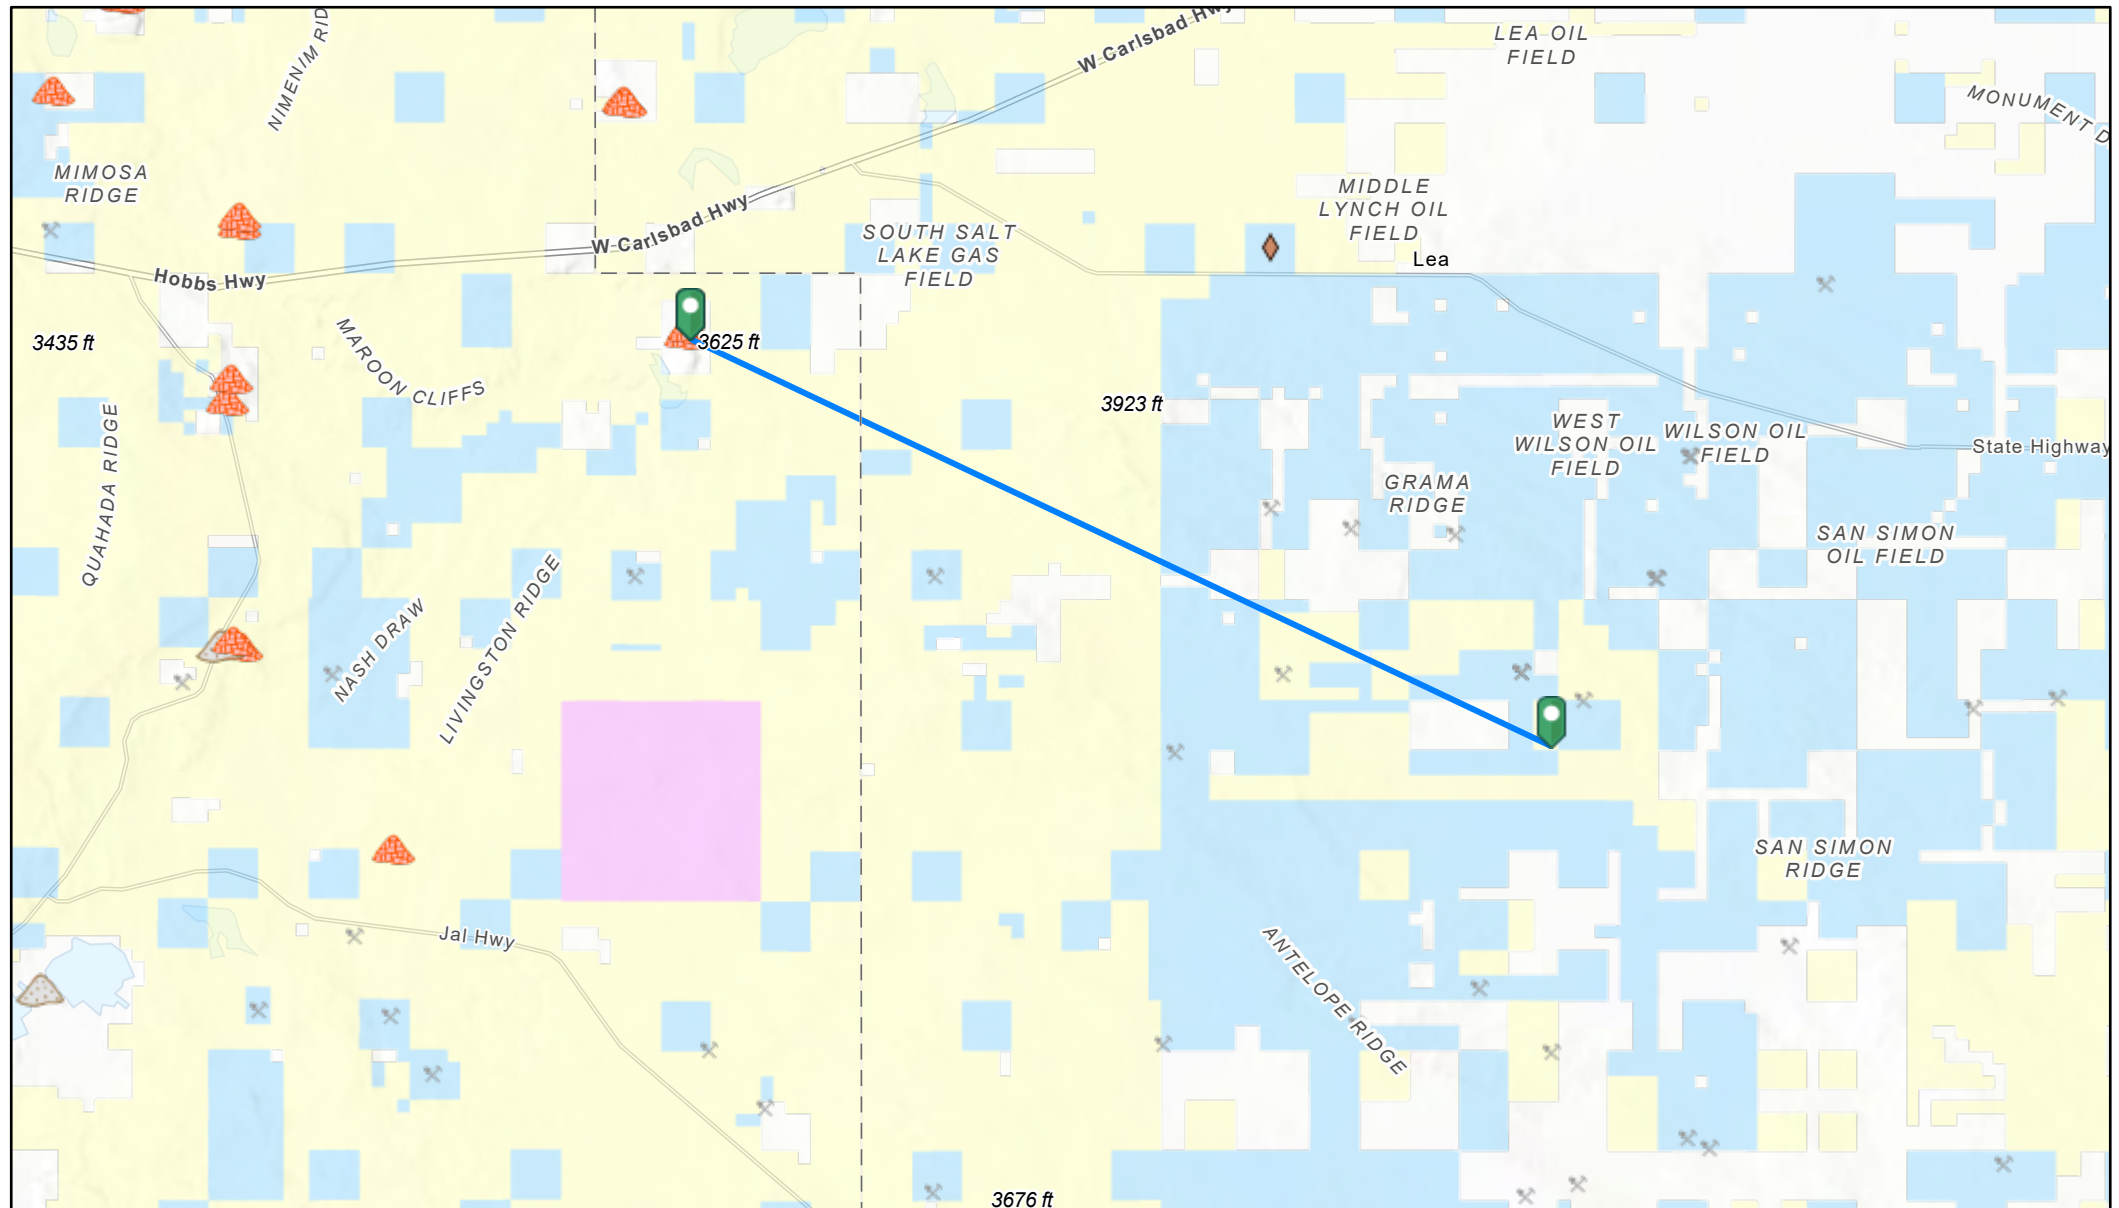 NIMENIM RID
W Carlsbad Hwy
LEA OIL
FIELD
MONUMENT D
MIMOSA
RIDGE
MIDDLE
LYNCH OIL
FIELD
W Carlsbad Hwy
SOUTH SALT
LAKE GAS
FIELD
Lea
Hobbs Hwy
3435 ft
3625 ft
MAROON CLIFFS
3923 ft
QUAHADA RIDGE
WEST
WILSON OIL
FIELD
WILSON OIL
FIELD
State Highway
GRAMA
RIDGE
SAN SIMON
OIL FIELD
NASH DRAW
LIVINGSTON RIDGE
SAN SIMON
RIDGE
Jal Hwy
ANTELOPE RIDGE
3676 ft